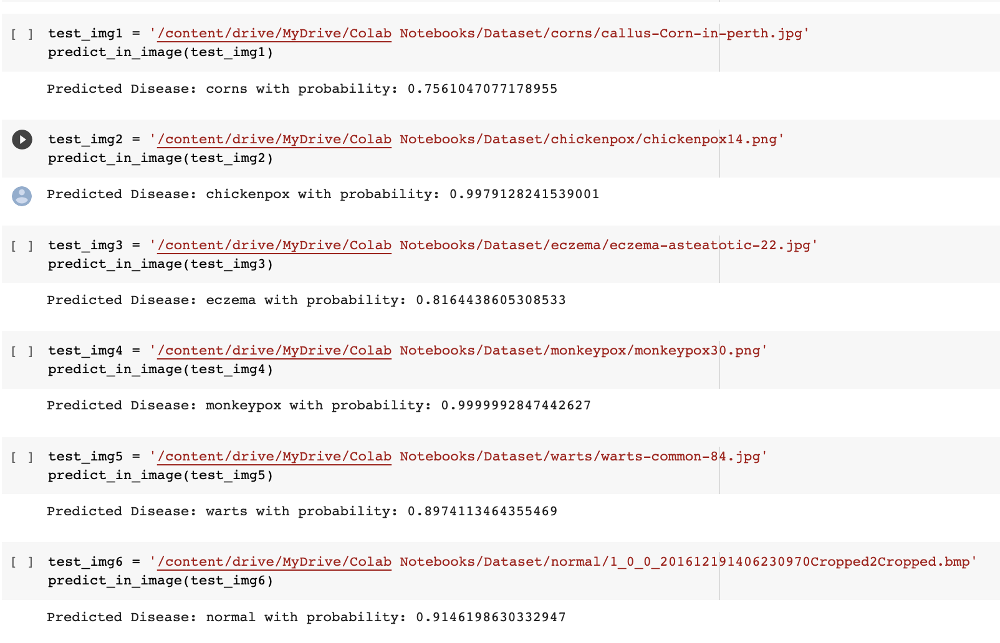 [ ] test_img1 = '/content/drive/MyDrive/Colab Notebooks/Dataset/corns/callus-Corn-in-perth.jpg'
predict_in_image(test_img1)
Predicted Disease: corns with probability: 0.7561047077178955
test_img2 = '/content/drive/MyDrive/Colab Notebooks/Dataset/chickenpox/chickenpox14.png'
predict_in_image(test_img2)
Predicted Disease: chickenpox with probability: 0.9979128241539001
[ ] test_img3 = '/content/drive/MyDrive/Colab Notebooks/Dataset/eczema/eczema-asteatotic-22.jpg'
predict_in_image(test_img3)
Predicted Disease: eczema with probability: 0.8164438605308533
[ ] test_img4 = '/content/drive/MyDrive/Colab Notebooks/Dataset/monkeypox/monkeypox30.png'
predict_in_image(test_img4)
Predicted Disease: monkeypox with probability: 0.9999992847442627
[ ] test_img5 = '/content/drive/MyDrive/Colab Notebooks/Dataset/warts/warts-common-84.jpg'
predict_in_image(test_img5)
Predicted Disease: warts with probability: 0.8974113464355469
[ ] test_img6 = '/content/drive/MyDrive/Colab Notebooks/Dataset/normal/1_0_0_20161219140623097​0Cropped2Cropped.bmp'
predict_in_image(test_img6)
Predicted Disease: normal with probability: 0.9146198630332947